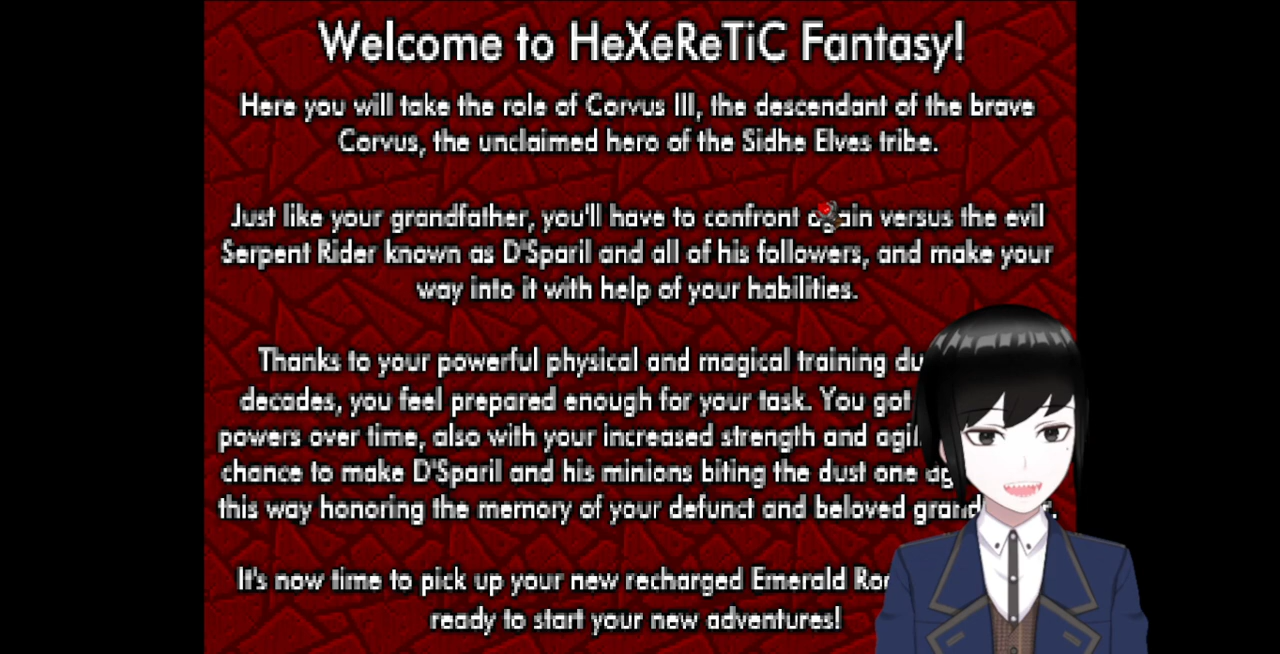 Welcome to HeXeReTiC Fantasy!
Here you will take the role of Corvus III, the descendant of the brave
Corvus, the unclaimed hero of the Sidhe Elves tribe.
Just like your grandfather, you'll have to confront again versus the evil
Serpent Rider known as D'Sparil and all of his followers, and make your
way into it with help of your habilities.
Thanks to your powerful physical and magical training
decades, you feel prepared enough for your task. You got
powers over time, also with your increased strength and
chance to make D'Sparil and his minions biting the dust one
this way honoring the memory of your defunct and beloved
It's now time to pick up your new recharged Emerald
ready to start your new adventures!